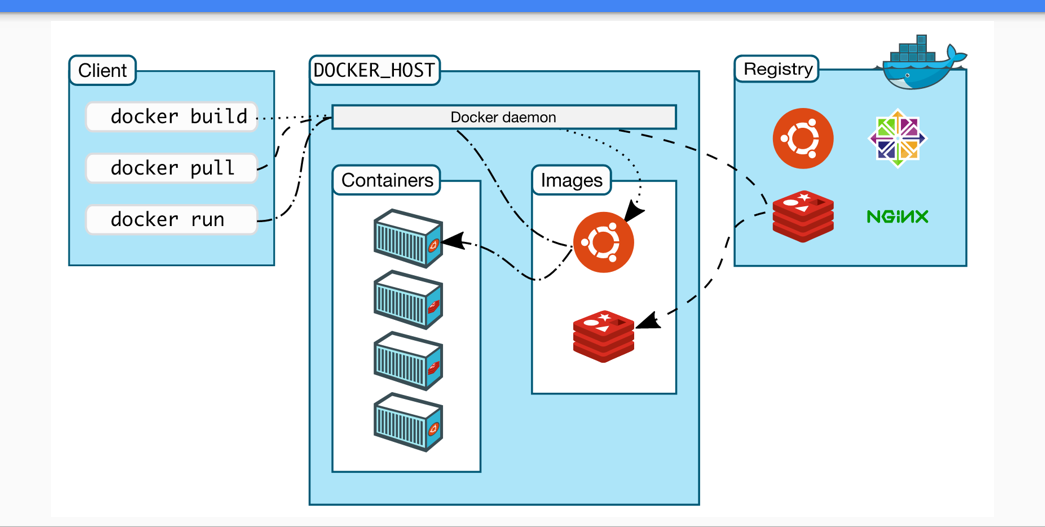 Client
docker build
docker pull
docker run
DOCKER_HOST
Docker daemon
Containers
Images
Registry
NGINX